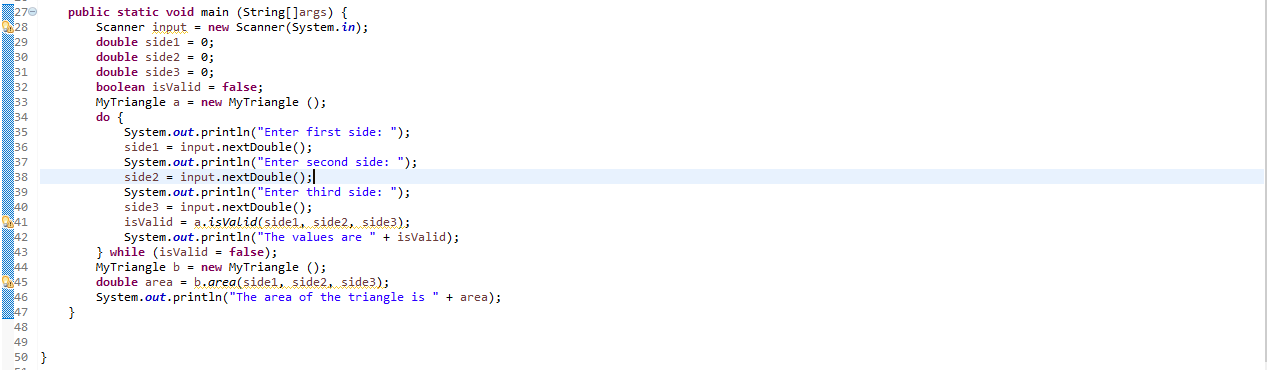 27 public static void main (String[]args) {
28 Scanner input = new Scanner(System.in);
29 double side1 = 0;
30 double side2 = 0;
31 double side3 = 0;
32 boolean isValid = false;
33 MyTriangle a = new MyTriangle ();
34 do {
35 System.out.println("Enter first side: ");
36 side1 = input.nextDouble();
37 System.out.println("Enter second side: ");
38 side2 = input.nextDouble();
39 System.out.println("Enter third side: ");
40 side3 = input.nextDouble();
41 isValid = a.isValid(side1, side2, side3);
42 System.out.println("The values are " + isValid);
43 } while (isValid = false);
44 MyTriangle b = new MyTriangle ();
45 double area = b.area(side1, side2, side3);
46 System.out.println("The area of the triangle is " + area);
47 }
48
49
50 }